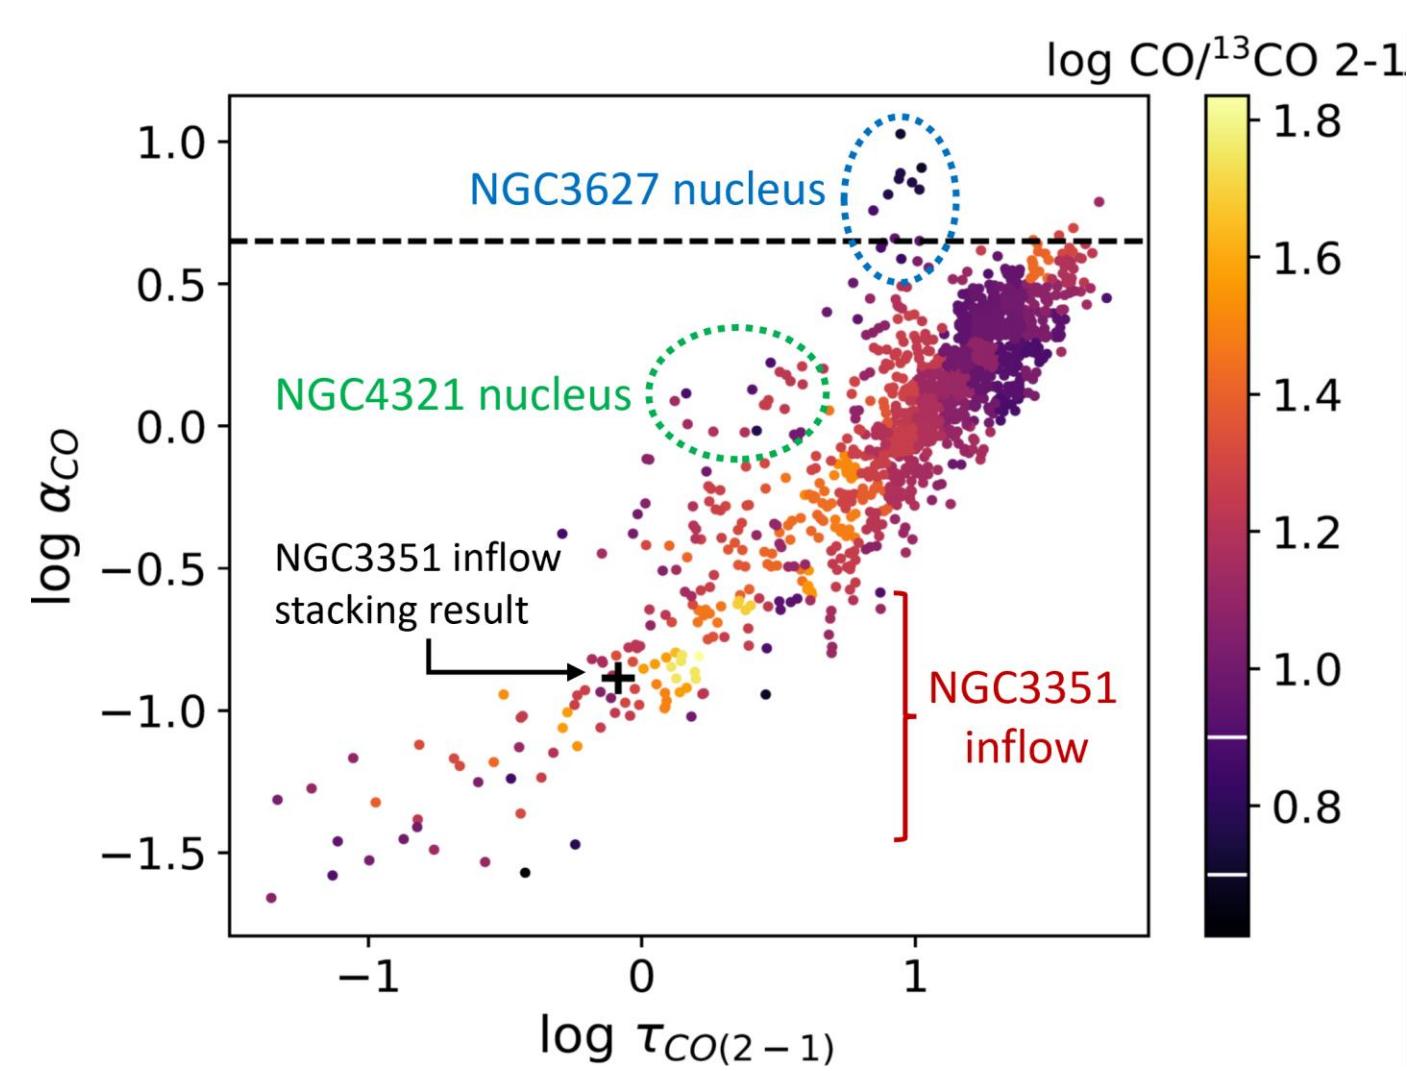 log CO/¹³CO 2-1
1.0
0.5
0.0
−0.5
−1.0
−1.5
log αCO
NGC3627 nucleus
NGC4321 nucleus
NGC3351 inflow
stacking result
NGC3351
inflow
−1
0
1
log τCO(2 − 1)
1.8
1.6
1.4
1.2
1.0
0.8